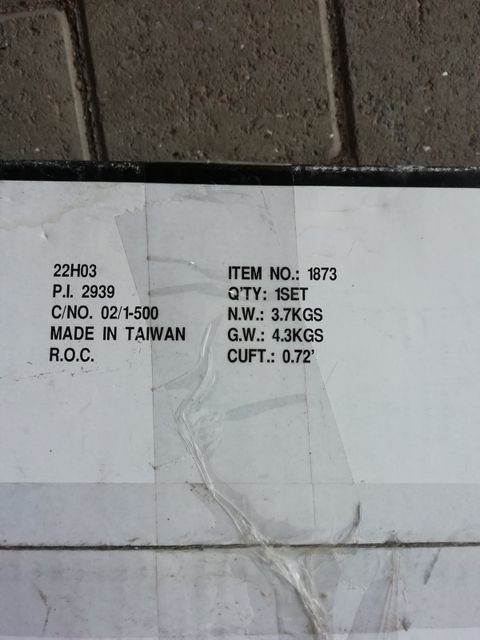 22H03
P.I. 2939
C/NO. 02/1-500
MADE IN TAIWAN
R.O.C.
ITEM NO.: 1873
Q'TY: 1SET
N.W.: 3.7KGS
G.W.: 4.3KGS
CUFT.: 0.72'